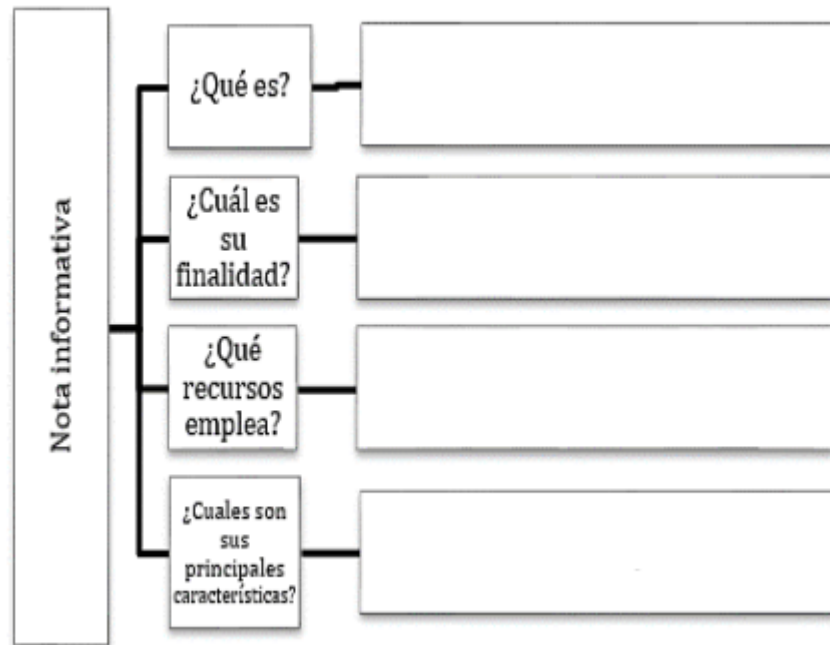 Nota informativa
¿Qué es?
¿Cuál es
su
finalidad?
¿Qué
recursos
emplea?
¿Cuales son
sus
principales
características?